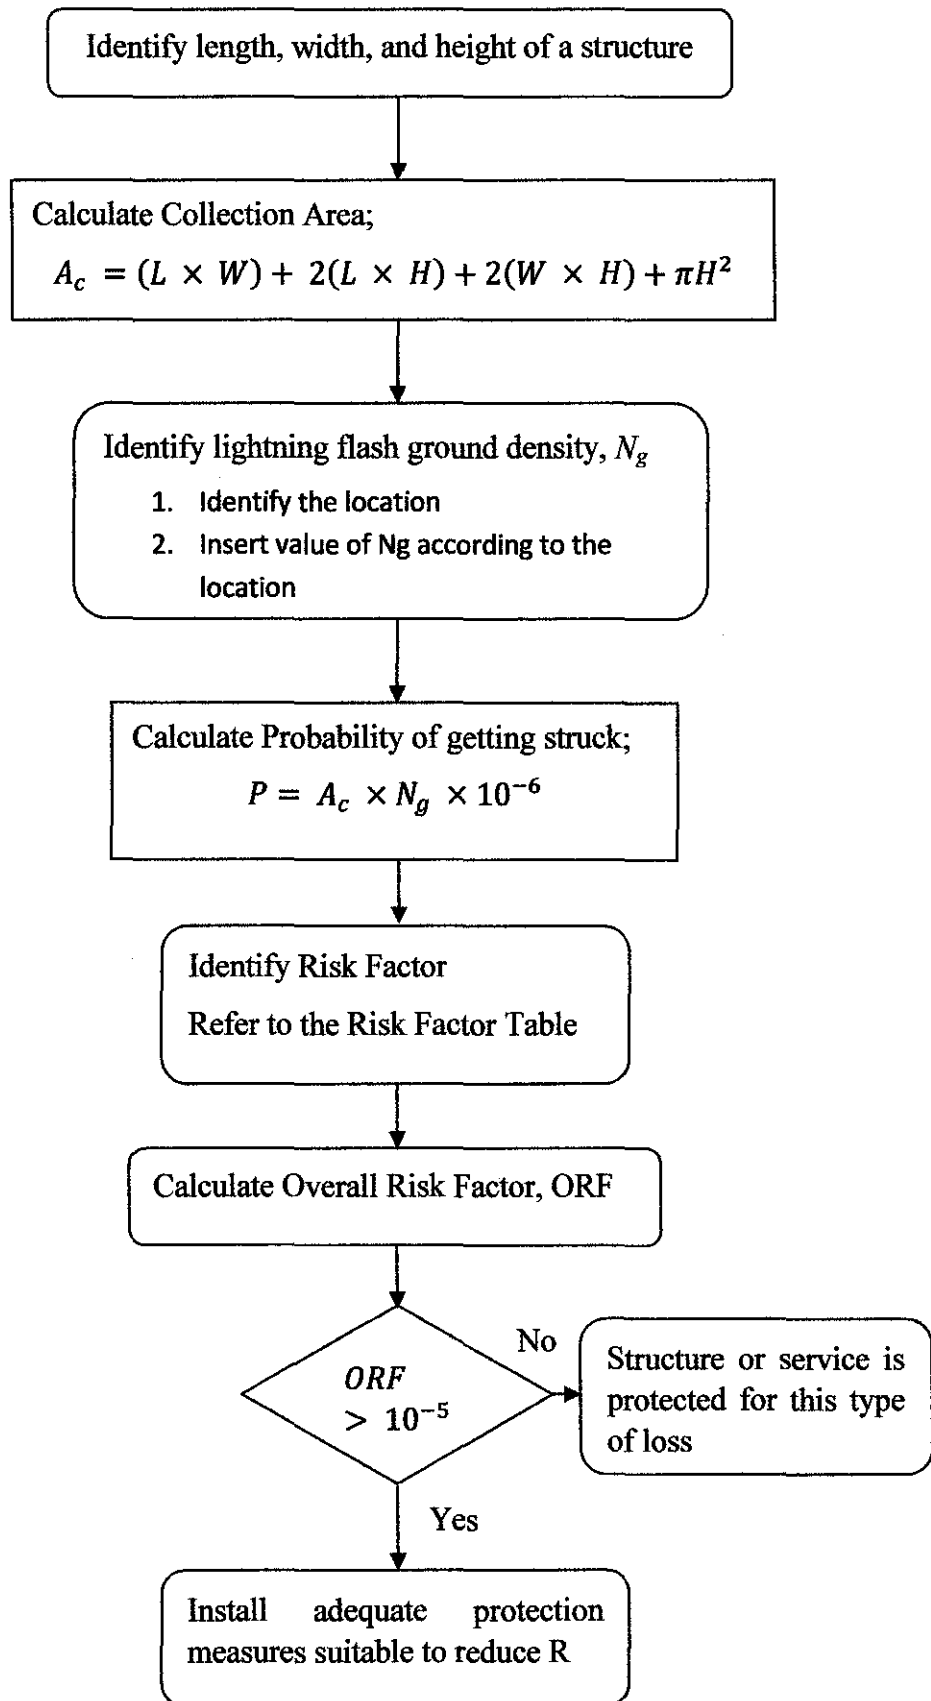 Identify length, width, and height of a structure
Calculate Collection Area;
A_c = (L × W) + 2(L × H) + 2(W × H) + πH²
Identify lightning flash ground density, N_g
1. Identify the location
2. Insert value of Ng according to the
location
Calculate Probability of getting struck;
P = A_c × N_g × 10⁻⁶
Identify Risk Factor
Refer to the Risk Factor Table
Calculate Overall Risk Factor, ORF
ORF
> 10⁻⁵
No
Structure or service is
protected for this type
of loss
Yes
Install adequate protection
measures suitable to reduce R